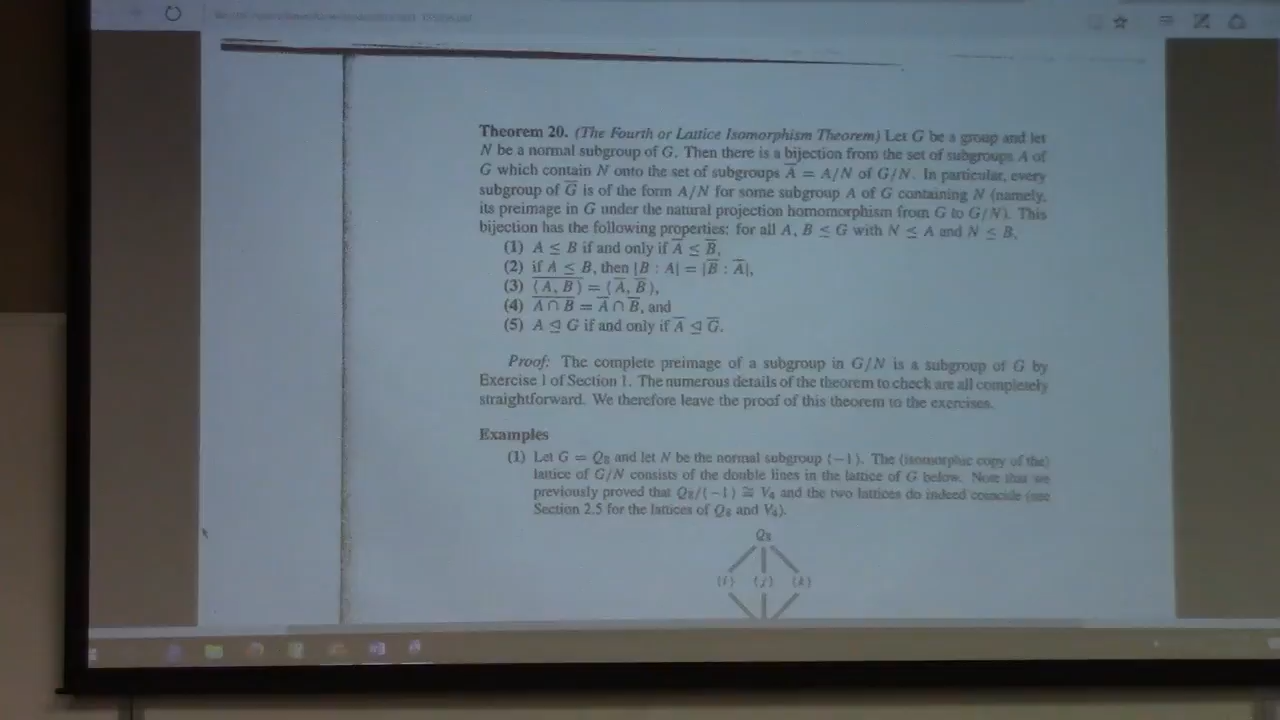 Theorem 20. (The Fourth or Lattice Isomorphism Theorem) Let G be a group and let
N be a normal subgroup of G. Then there is a bijection from the set of subgroups A of
G which contain N onto the set of subgroups A̅ = A/N of G/N. In particular, every
subgroup of G̅ is of the form A/N for some subgroup A of G containing N (namely,
its preimage in G under the natural projection homomorphism from G to G/N). This
bijection has the following properties: for all A, B ≤ G with N ≤ A and N ≤ B,
(1) A ≤ B if and only if A̅ ≤ B̅,
(2) if A ≤ B, then |B : A| = |B̅ : A̅|,
(3) \overline{⟨A, B⟩} = ⟨A̅, B̅⟩,
(4) \overline{A ∩ B} = A̅ ∩ B̅, and
(5) A ⊴ G if and only if A̅ ⊴ G̅.
Proof: The complete preimage of a subgroup in G/N is a subgroup of G by
Exercise 1 of Section 1. The numerous details of the theorem to check are all completely
straightforward. We therefore leave the proof of this theorem to the exercises.
Examples
(1) Let G = Q₈ and let N be the normal subgroup ⟨−1⟩. The (isomorphic copy of the)
lattice of G/N consists of the double lines in the lattice of G below. Note that we
previously proved that Q₈/⟨−1⟩ ≅ V₄ and the two lattices do indeed coincide (see
Section 2.5 for the lattices of Q₈ and V₄).
Q₈
⟨i⟩ ⟨j⟩ ⟨k⟩